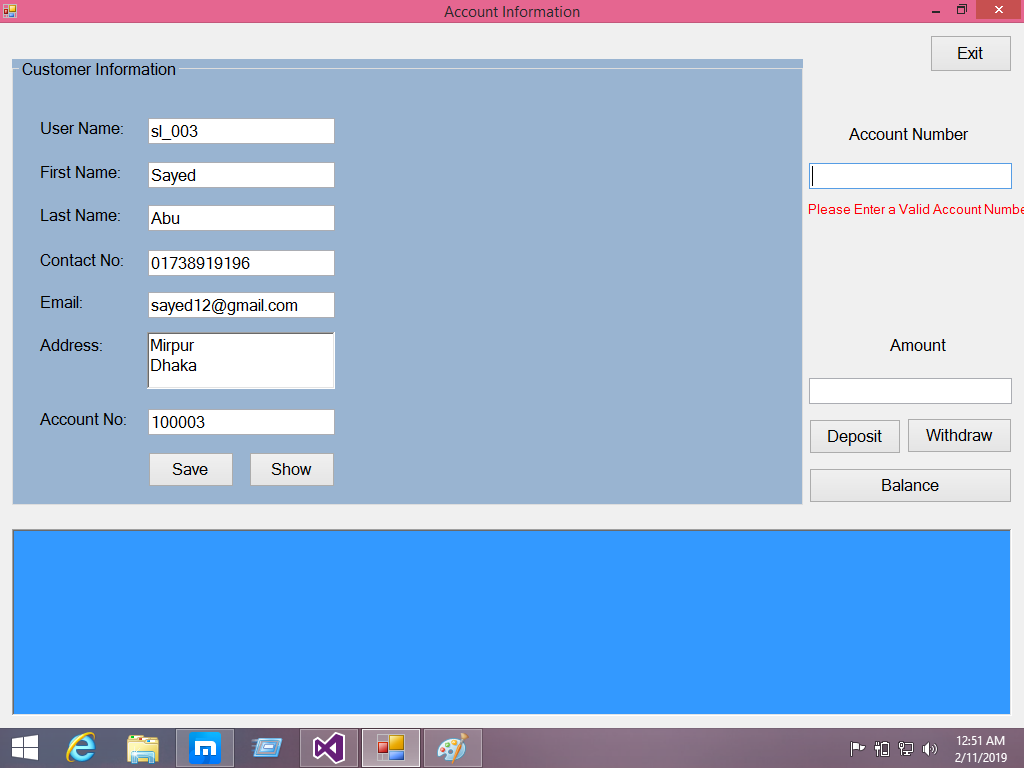 Account Information
Exit
Customer Information
User Name: sl_003
First Name: Sayed
Last Name: Abu
Contact No: 01738919196
Email: sayed12@gmail.com
Address: Mirpur
Dhaka
Account No: 100003
Save Show
Account Number
Please Enter a Valid Account Numbe
Amount
Deposit Withdraw
Balance
12:51 AM
2/11/2019